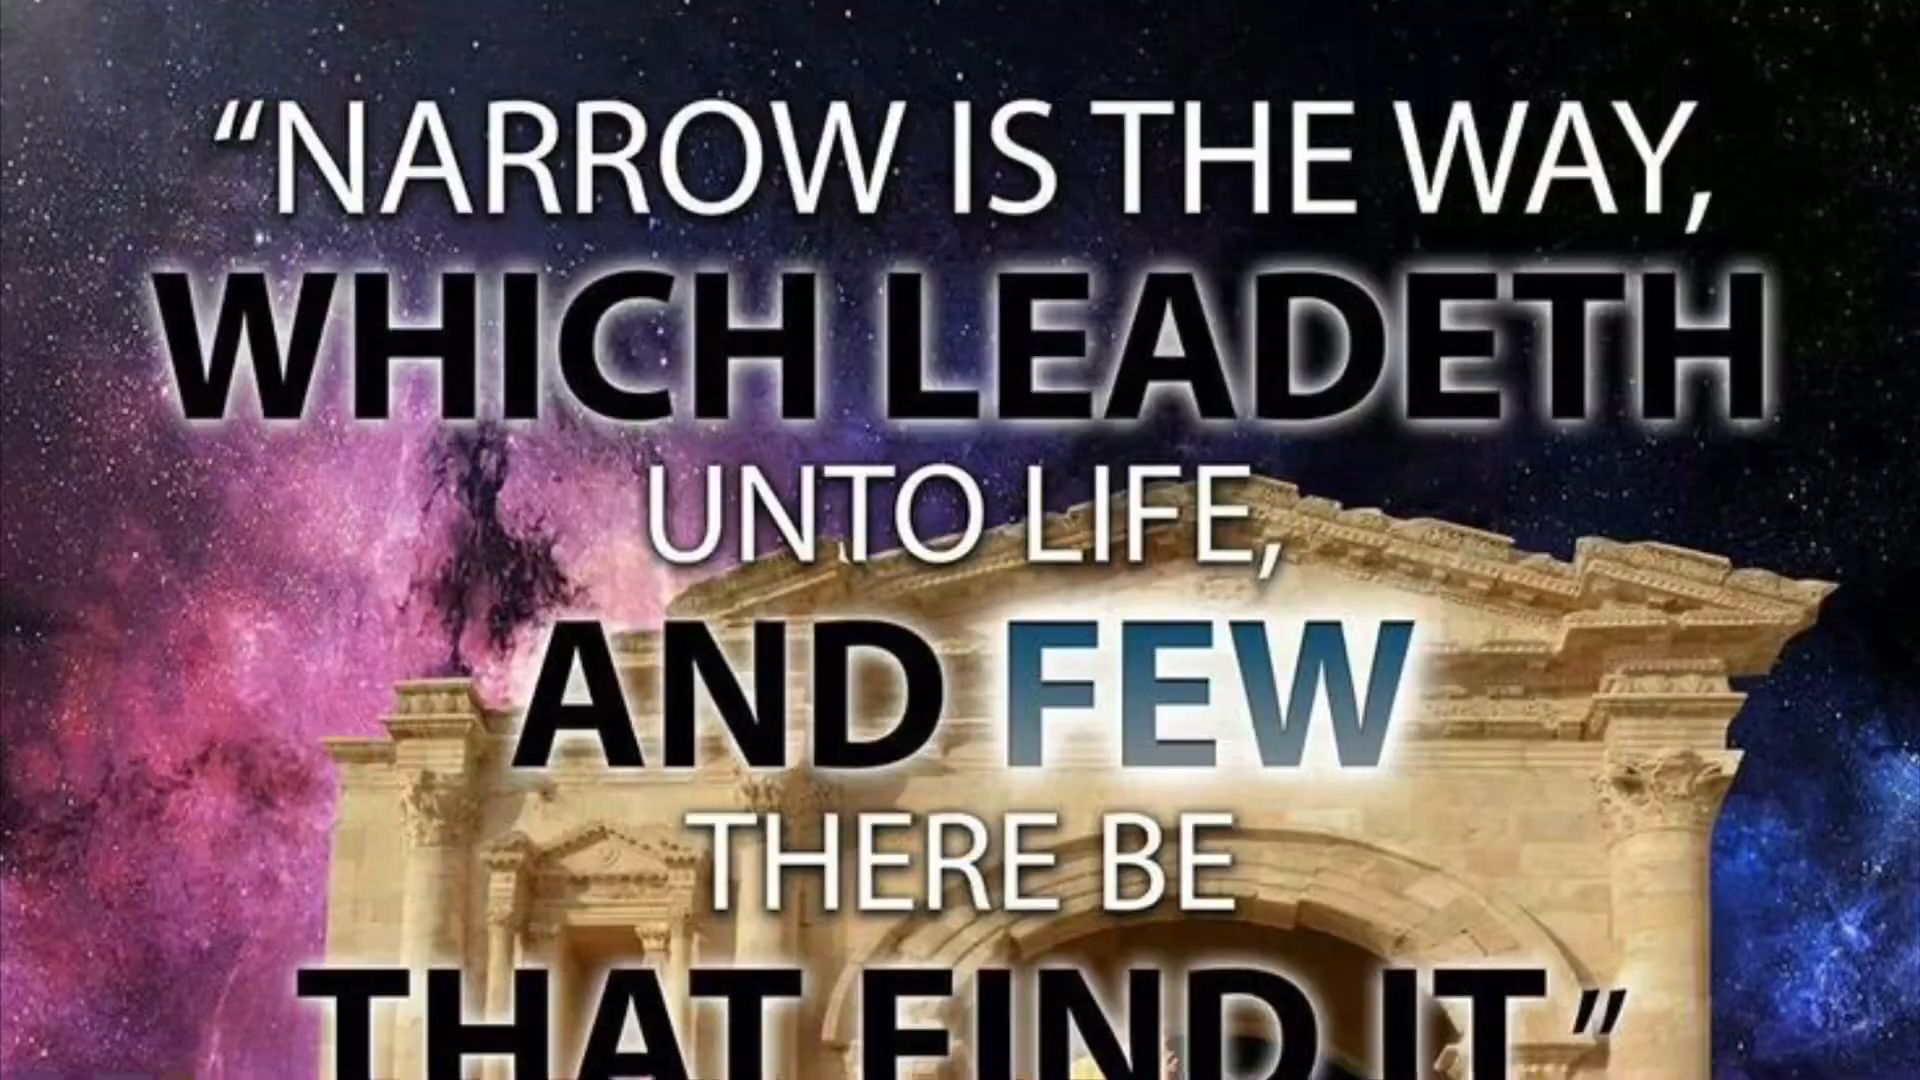 “NARROW IS THE WAY,
WHICH LEADETH
UNTO LIFE,
AND FEW
THERE BE
THAT FIND IT”